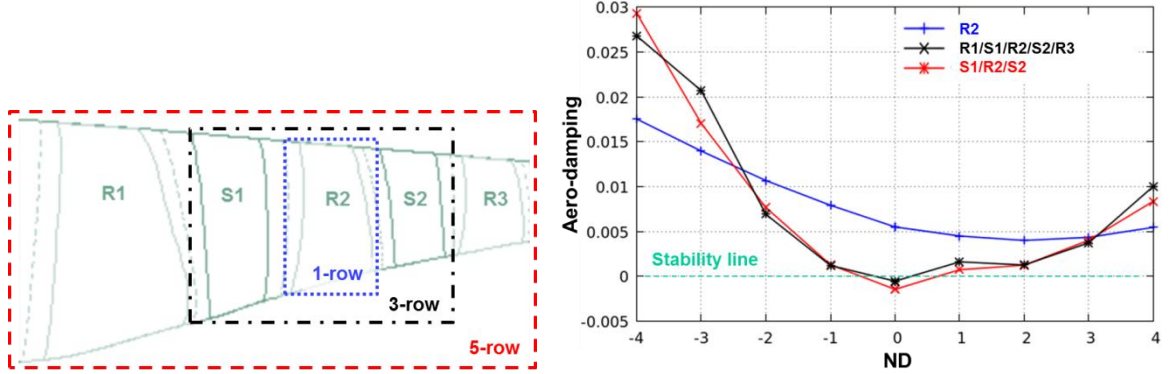 R1
S1
R2
S2
R3
1-row
3-row
5-row
Aero-damping
0.03
0.025
0.02
0.015
0.01
0.005
0
-0.005
R2
R1/S1/R2/S2/R3
S1/R2/S2
Stability line
-4 -3 -2 -1 0 1 2 3 4
ND